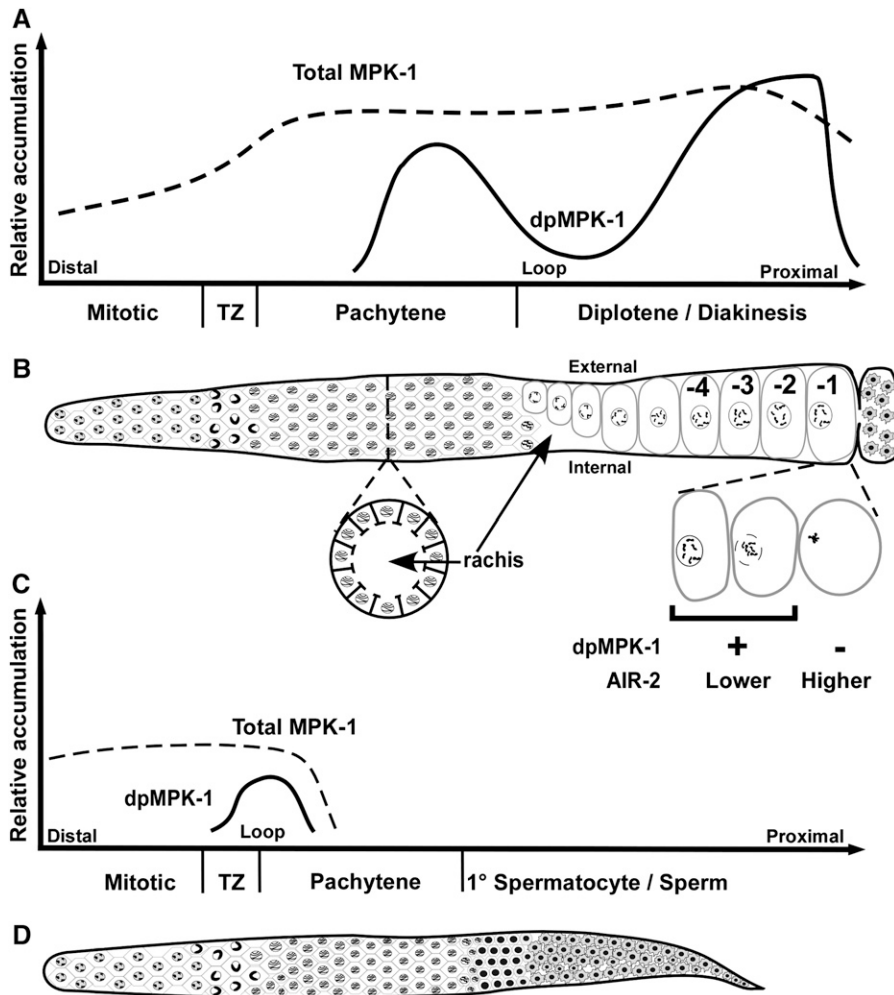 A
Relative accumulation
Total MPK-1
dpMPK-1
Distal
Loop
Proximal
Mitotic
TZ
Pachytene
Diplotene / Diakinesis
B
External
-4
-3
-2
-1
Internal
rachis
dpMPK-1
+
-
AIR-2
Lower
Higher
C
Relative accumulation
Total MPK-1
dpMPK-1
Distal
Loop
Proximal
Mitotic
TZ
Pachytene
1° Spermatocyte / Sperm
D